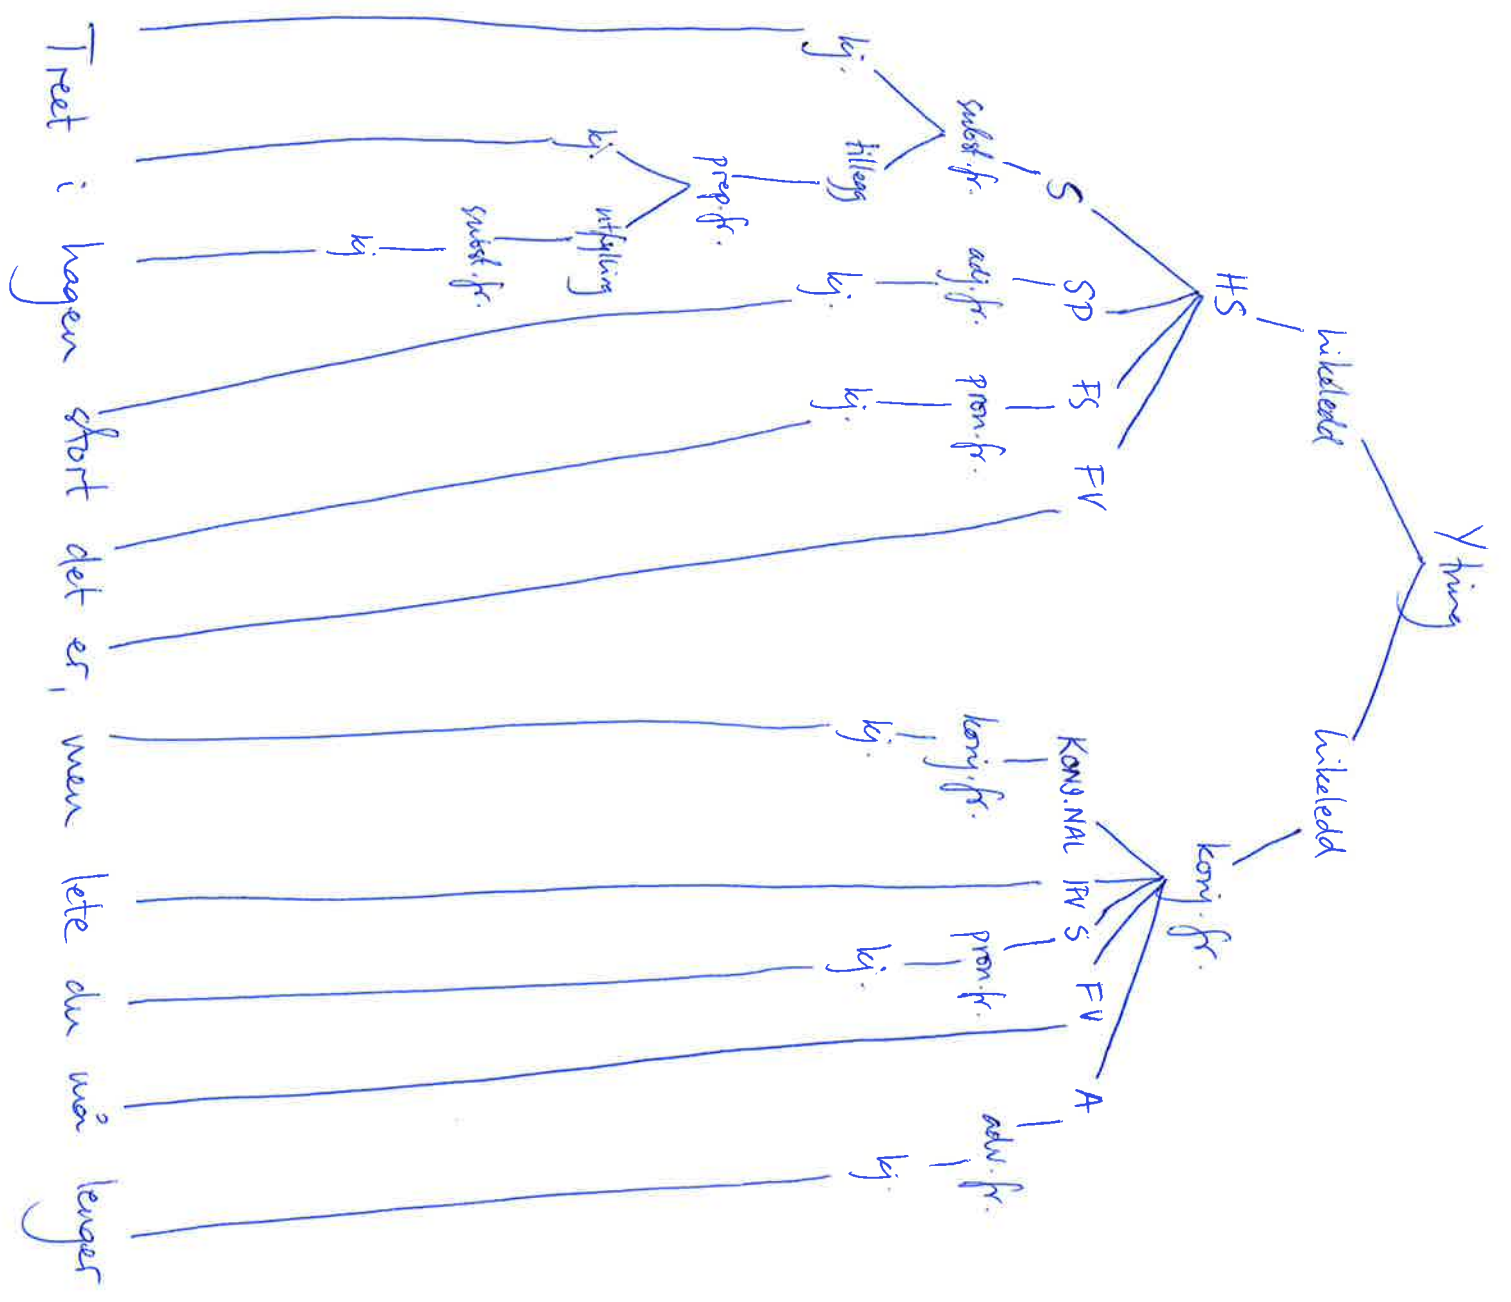 Ytring
likeledd likeledd
HS konj.fr.
S SP FS FV KONJ.NAL IFV S FV A
subst.fr. adj.fr. pron.fr. konj.fr. pron.fr. adv.fr.
kj. tillegg kj. kj. kj. kj. kj.
prep.fr.
kj. utfylling
subst.fr.
kj.
Treet i hagen stort det er, men lete du må lenger